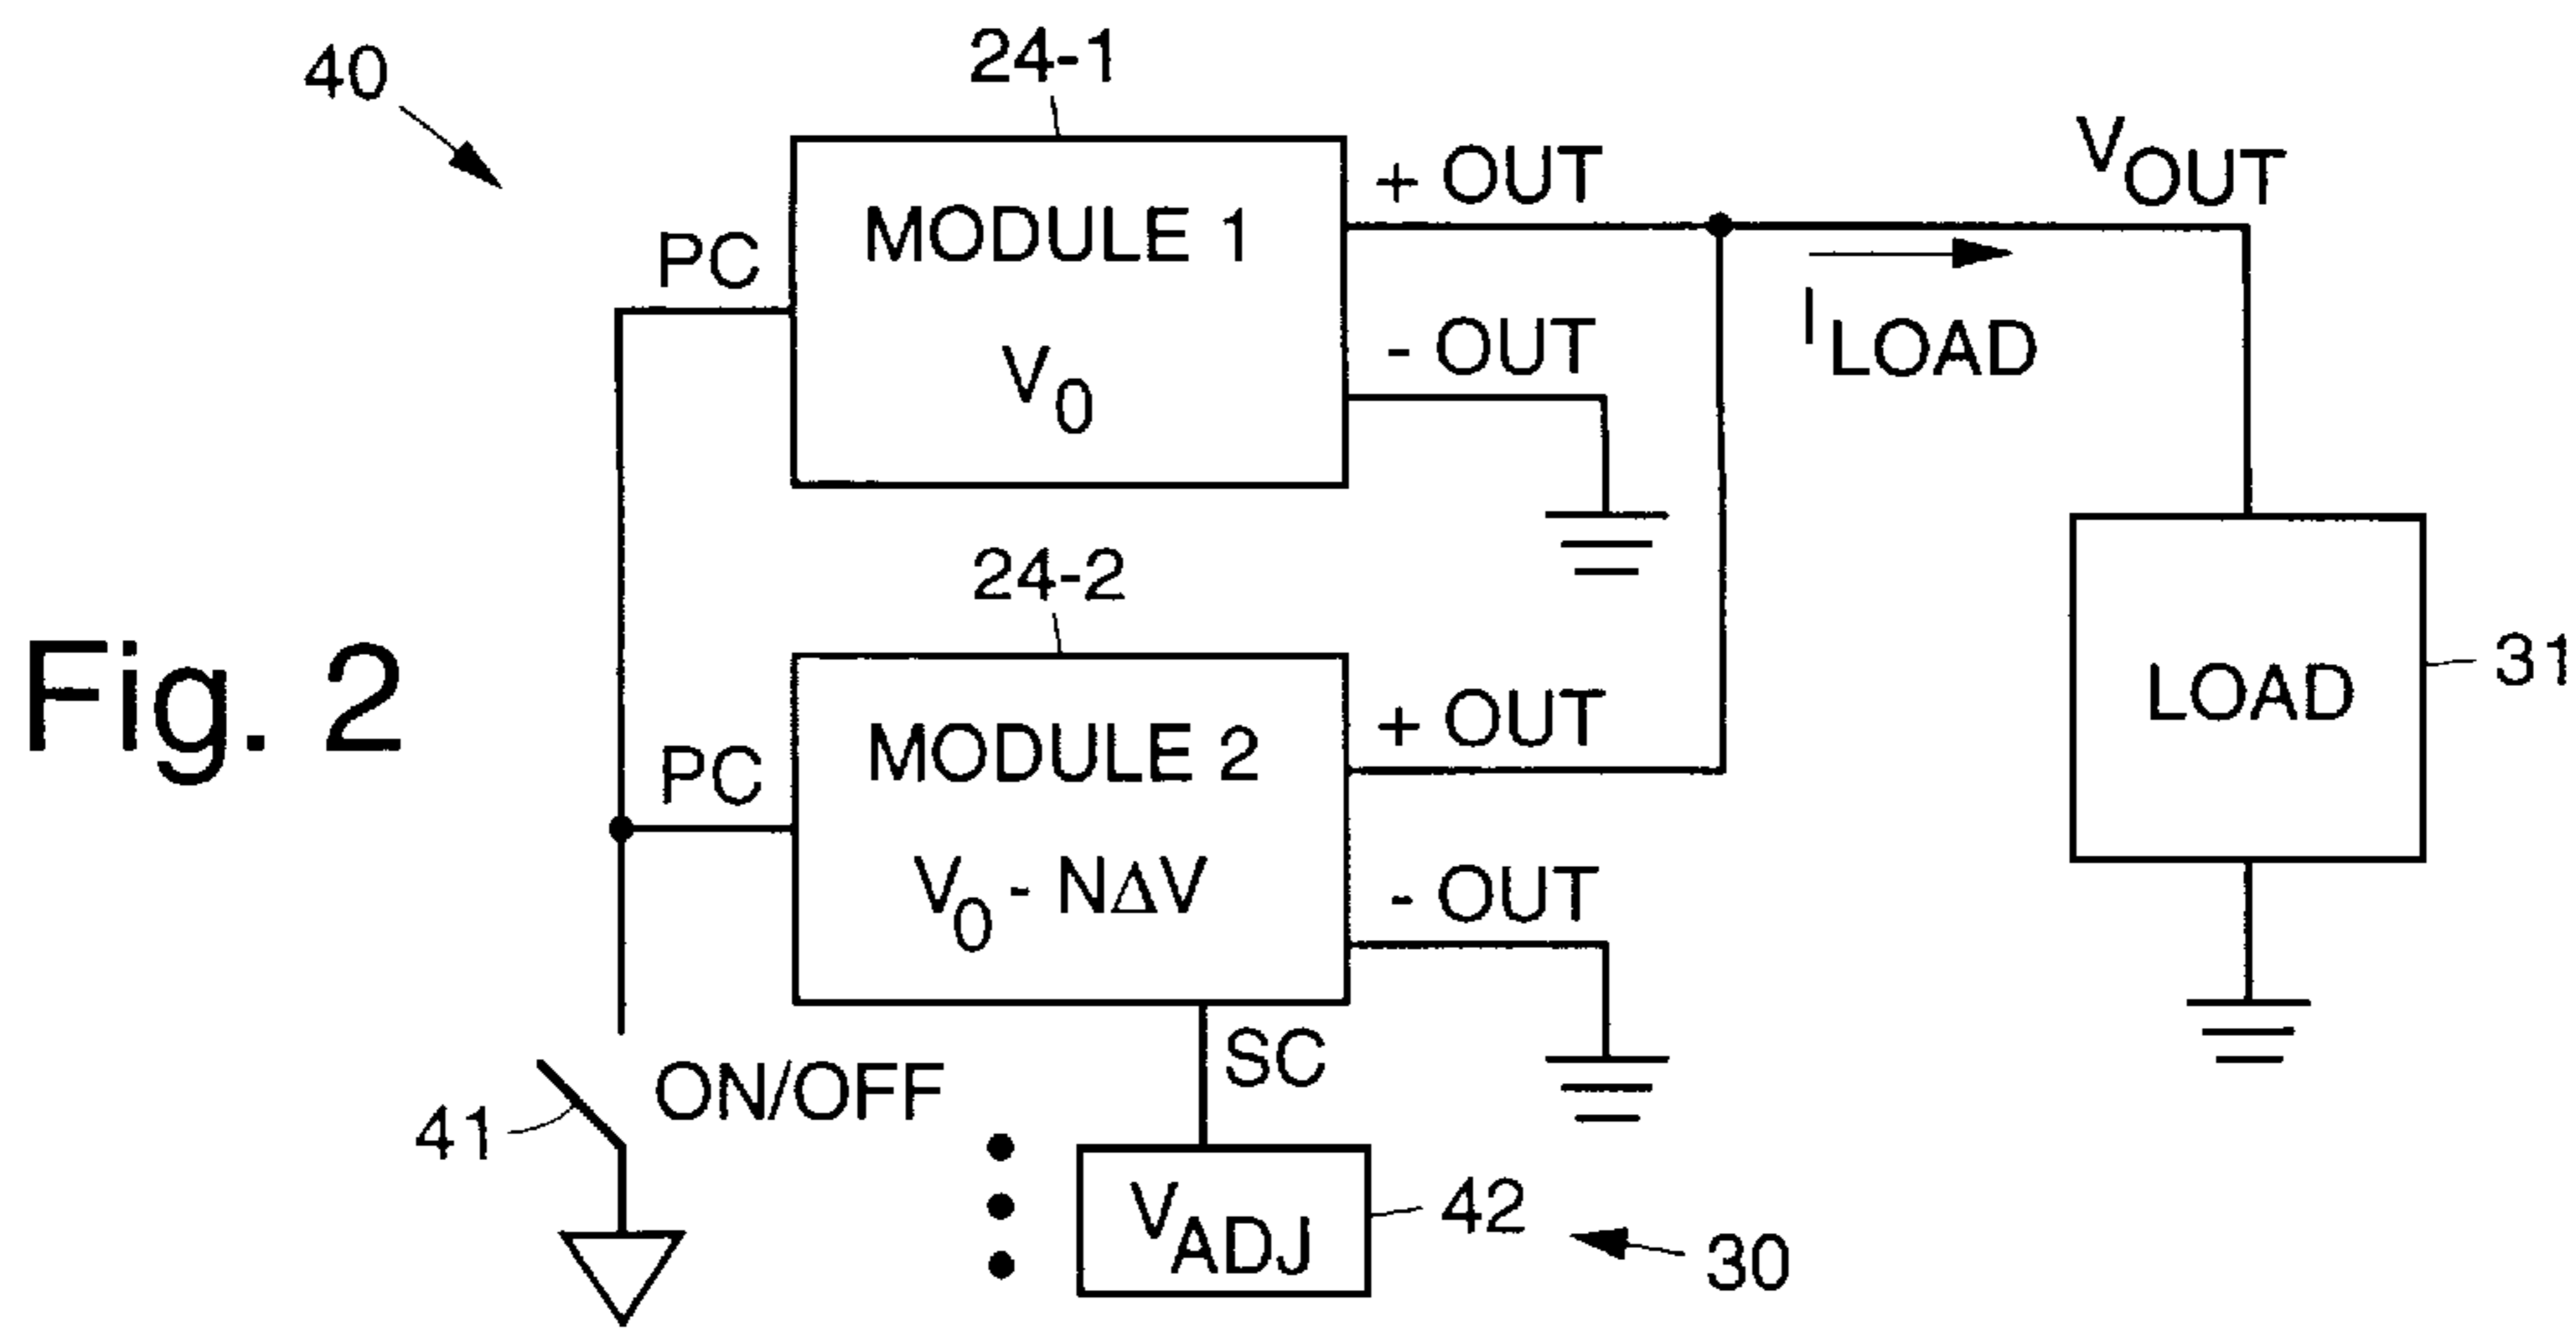 40
24-1
MODULE 1
V0
PC
+ OUT
- OUT
VOUT
ILOAD
24-2
Fig. 2
PC
MODULE 2
V0 - NΔV
+ OUT
- OUT
LOAD
31
SC
ON/OFF
41
VADJ
42
30